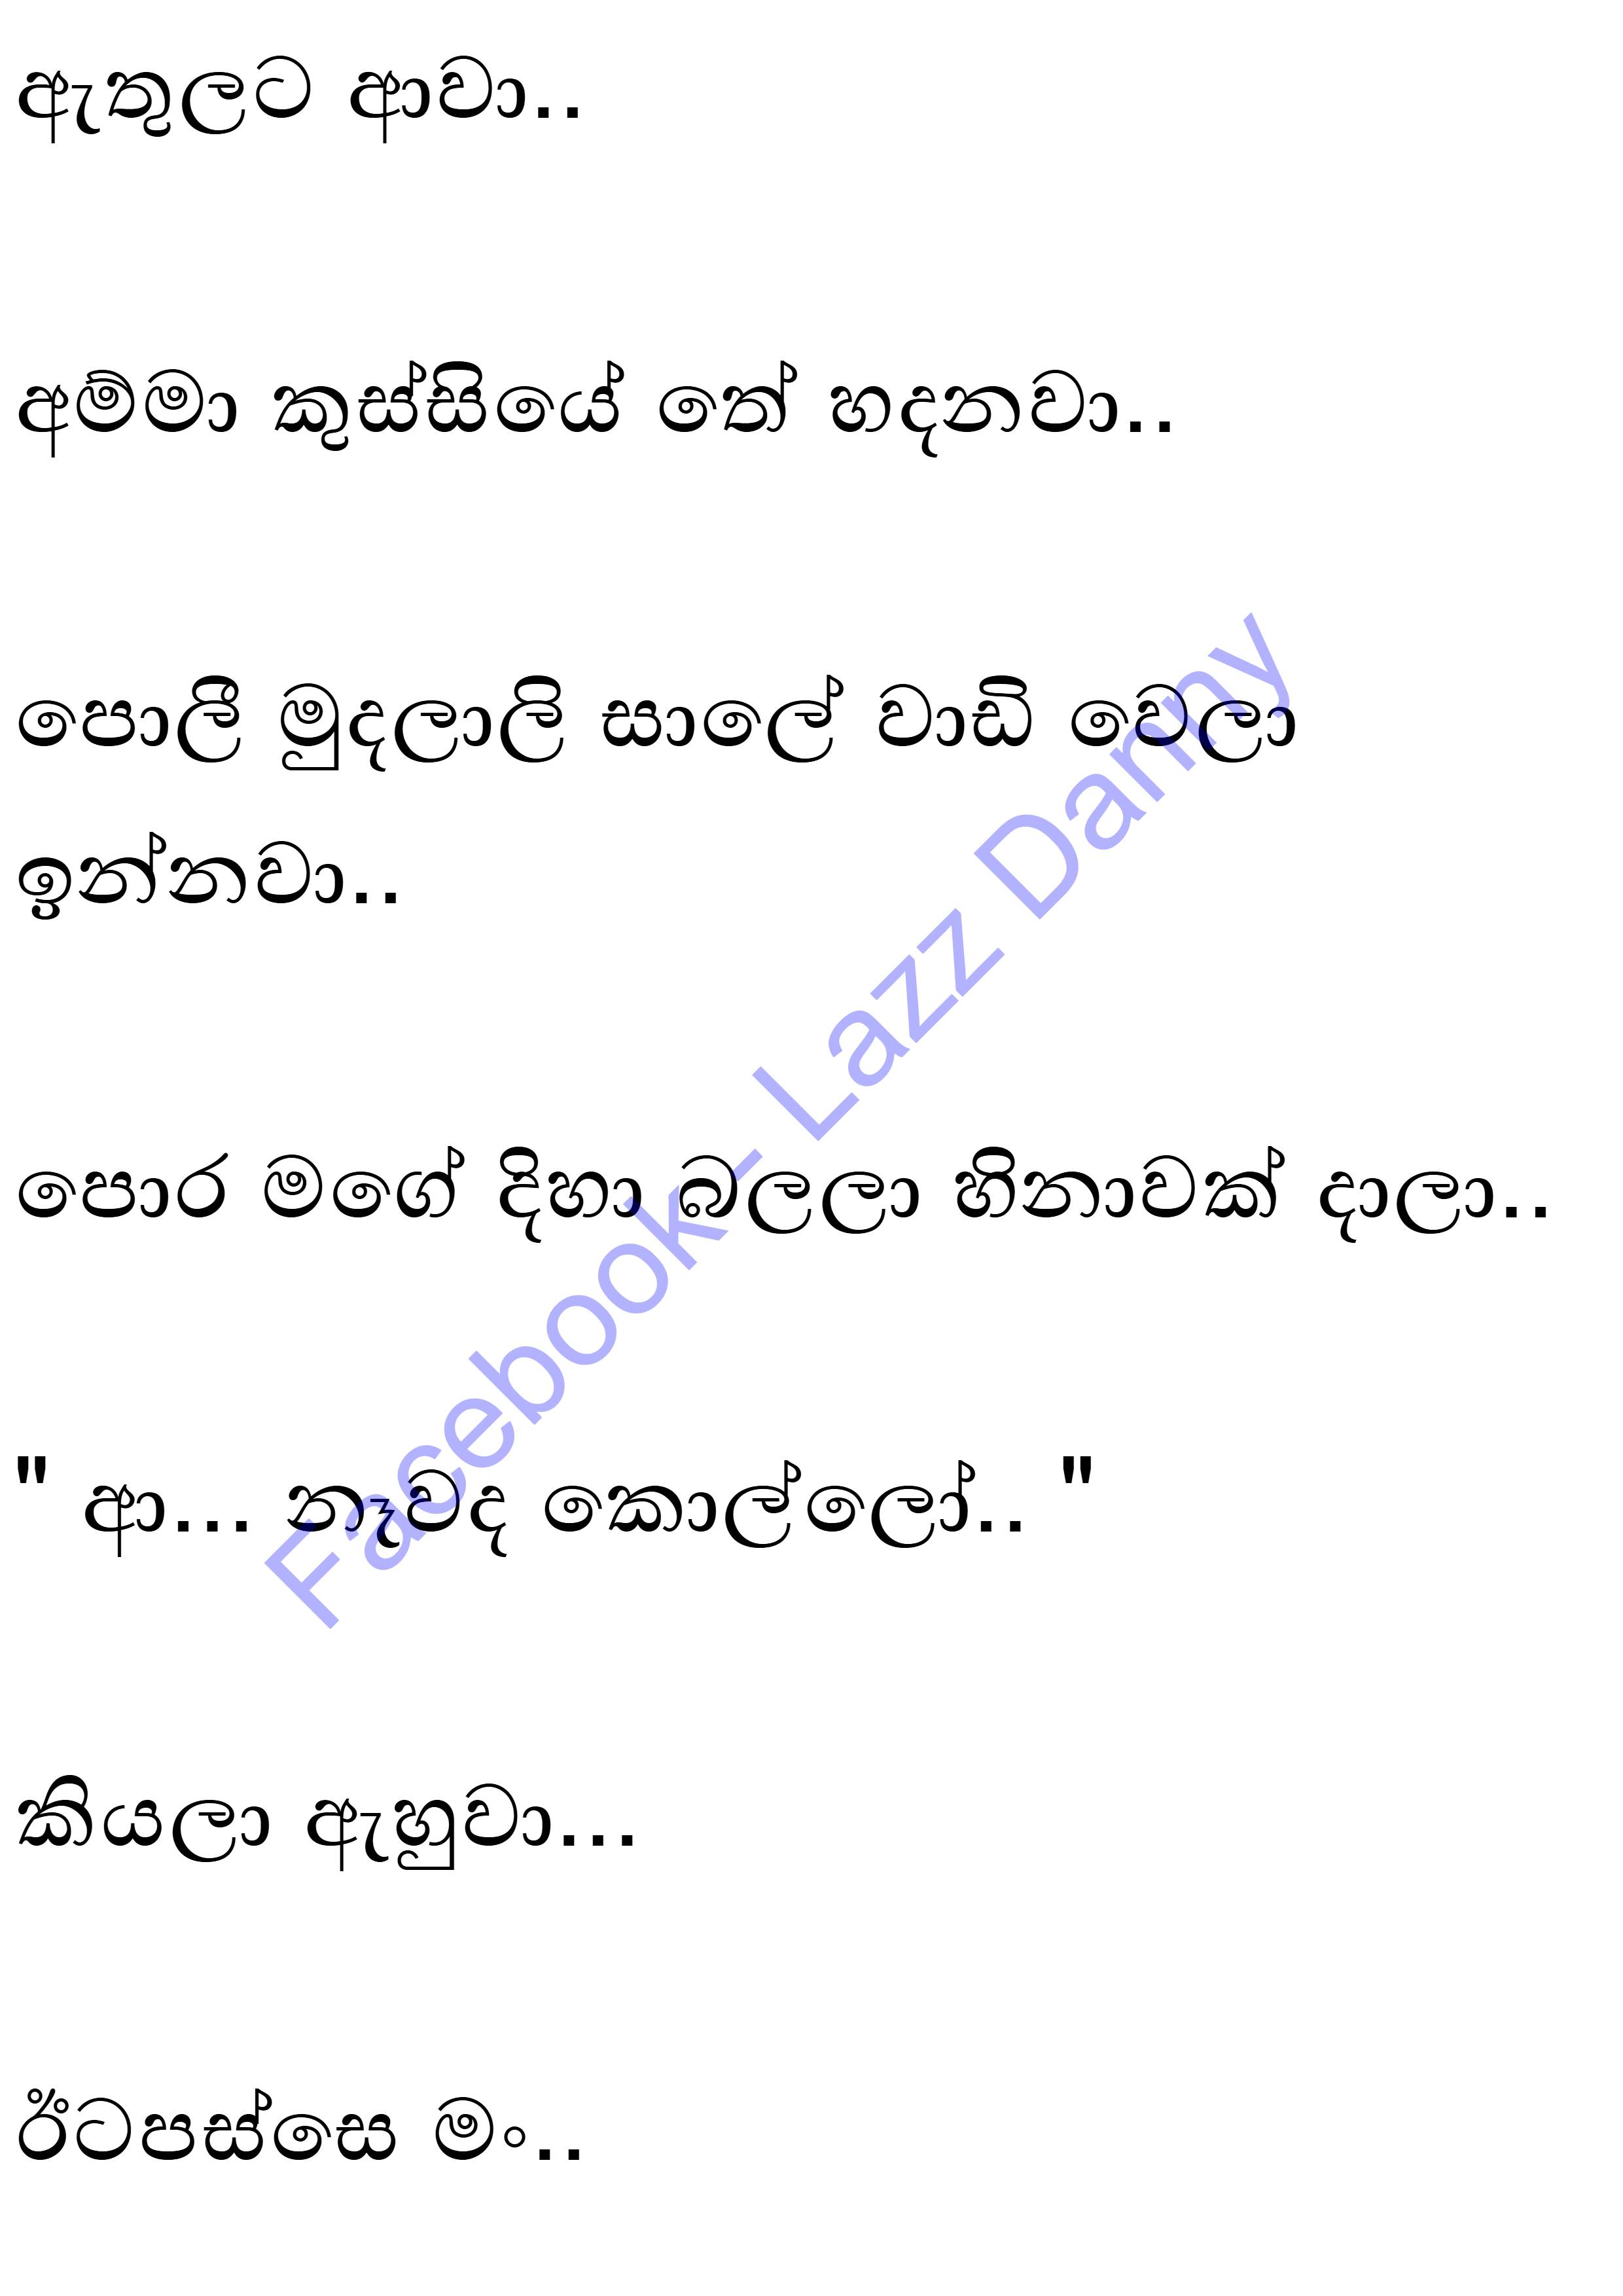 ඇතුලට ආවා..
අම්මා කුස්සියේ තේ හදනවා..
පොලී මුදලාලි සාලේ වාඩි වෙලා
ඉන්නවා..
පොර මගේ දිහා බලලා හිනාවක් දාලා..
" ආ... නෑවද කොල්ලෝ.. "
කියලා ඇහුවා...
ඊටපස්සෙ මං..
Facebook- Lazz Danny